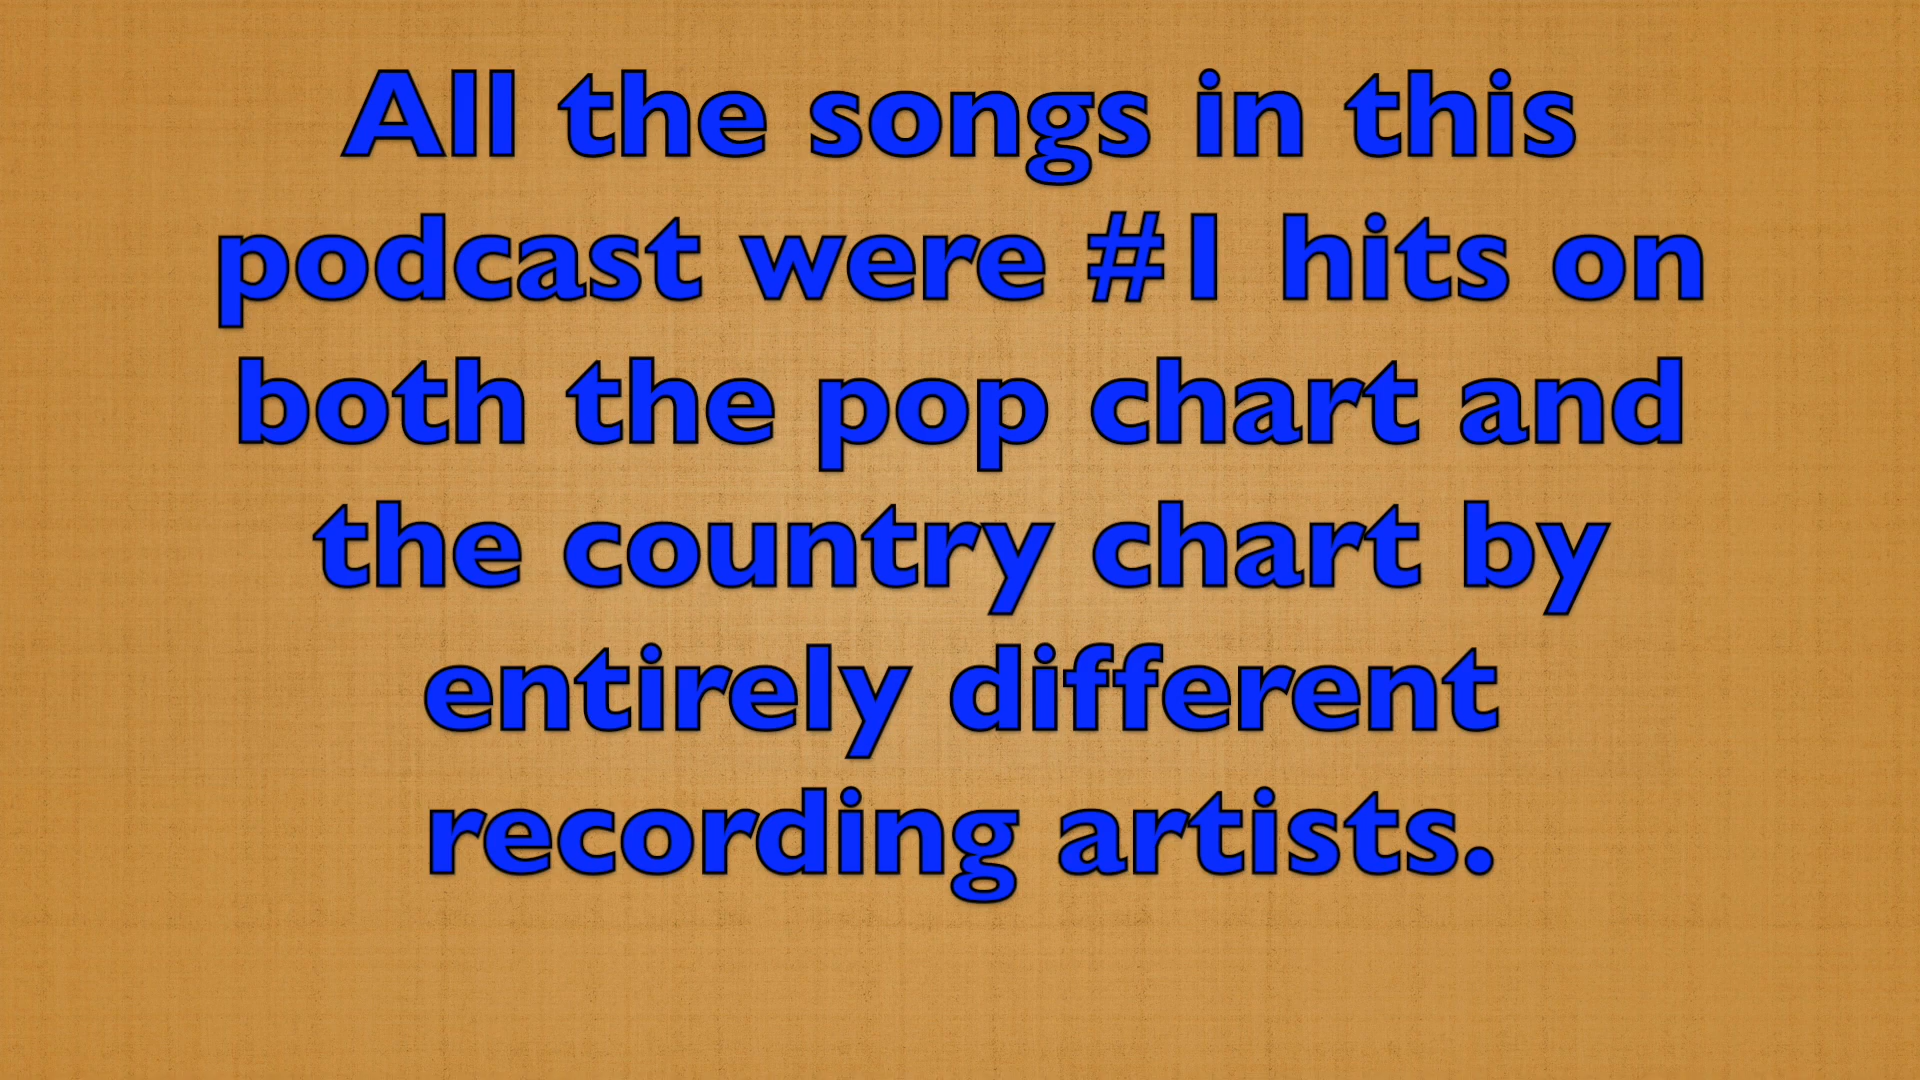 All the songs in this
podcast were #1 hits on
both the pop chart and
the country chart by
entirely different
recording artists.